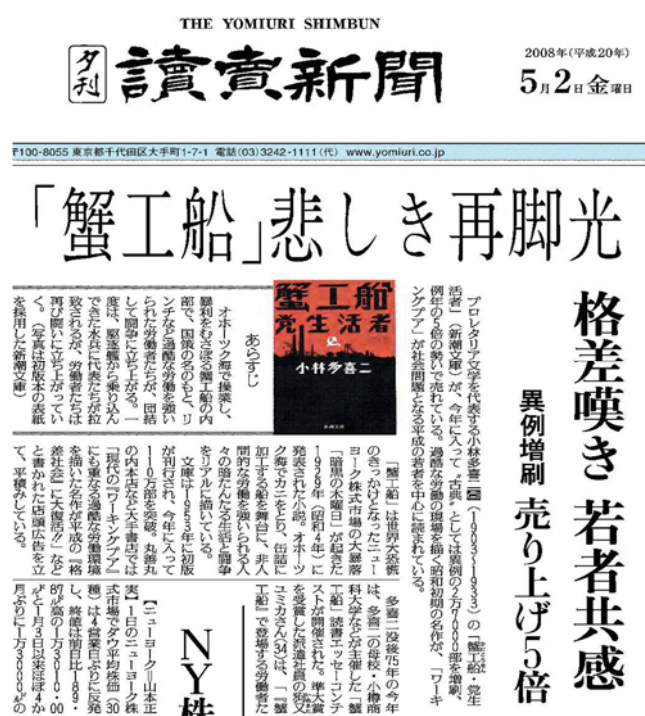 THE YOMIURI SHIMBUN
夕刊
讀賣新聞
2008年(平成20年)
5月2日金曜日
〒100-8055 東京都千代田区大手町1-7-1 電話(03)3242-1111(代) www.yomiuri.co.jp
「蟹工船」悲しき再脚光
格差嘆き 若者共感
異例増刷 売り上げ5倍
プロレタリア文学を代表する小林多喜二
(1903〜1933)の「蟹工船・党生
活者」(新潮文庫)が、今年に入って〝古典〟としては異例の2万7000部を増刷、
例年の5倍の勢いで売れている。過酷な労働の現場を描く昭和初期の名作が、「ワーキ
ングプア」が社会問題となる平成の若者を中心に読まれている。
蟹工船
党生活者
小林多喜二
新潮文庫
あらすじ
オホーツク海で操業し、
暴利をむさぼる蟹工船の内
部で、国策の名のもと、リ
ンチなど過酷な労働を強い
られた労働者たちが、団結
して闘争に立ち上がる。一
度は、駆逐艦から乗り込ん
できた水兵に代表たちが拉
致されるが、労働者たちは
再び闘いに立ち上がってい
く。(写真は初版本の表紙
を採用した新潮文庫)
「蟹工船」は世界大恐慌
のきっかけとなったニュー
ヨーク株式市場の大暴落
「暗黒の木曜日」が起きた
1929年(昭和4年)に
発表された小説。オホーツ
ク海でカニをとり、缶詰に
加工する船を舞台に、非人
間的な労働を強いられる人
々の暗たんたる生活と闘争
をリアルに描いている。
文庫は1953年に初版
が刊行され、今年に入って
110万部を突破。丸善丸
の内本店など大手書店では
「現代の『ワーキングプア』
にも重なる過酷な労働環境
を描いた名作が平成の『格
差社会』に大復活!!」など
と書かれた店頭広告を立
て、平積みしている。
多喜二没後75年の今年
は、多喜二の母校・小樽商
科大学などが主催した「蟹
工船」読書エッセーコンテ
ストが開催された。準大賞
を受賞した派遣社員の狗又
ユミカさん(34)は、「『蟹
工船』で登場する労働者た
NY株
【ニューヨーク=山本正
実】1日のニューヨーク株
式市場でダウ平均株価(30
種)は4営業日ぶりに反発
し、終値は前日比189・
87ドル高の1万3010・00
ドルと1月3日以来ほぼ4か
月ぶりに1万3000ドルの